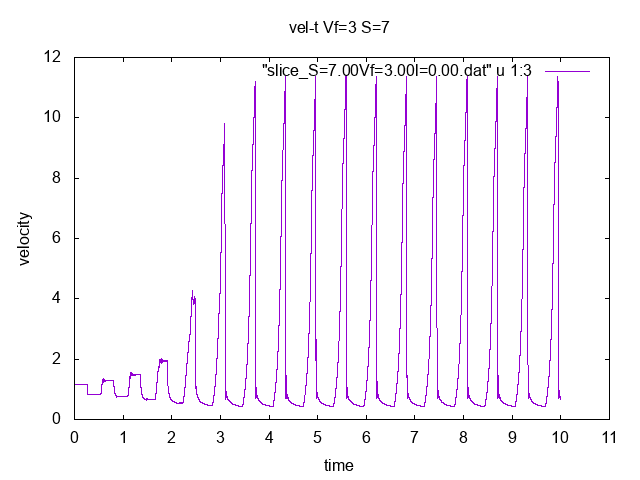 vel-t Vf=3 S=7
"slice_S=7.00Vf=3.00I=0.00.dat" u 1:3
12
10
8
6
4
2
0
velocity
0 1 2 3 4 5 6 7 8 9 10 11
time